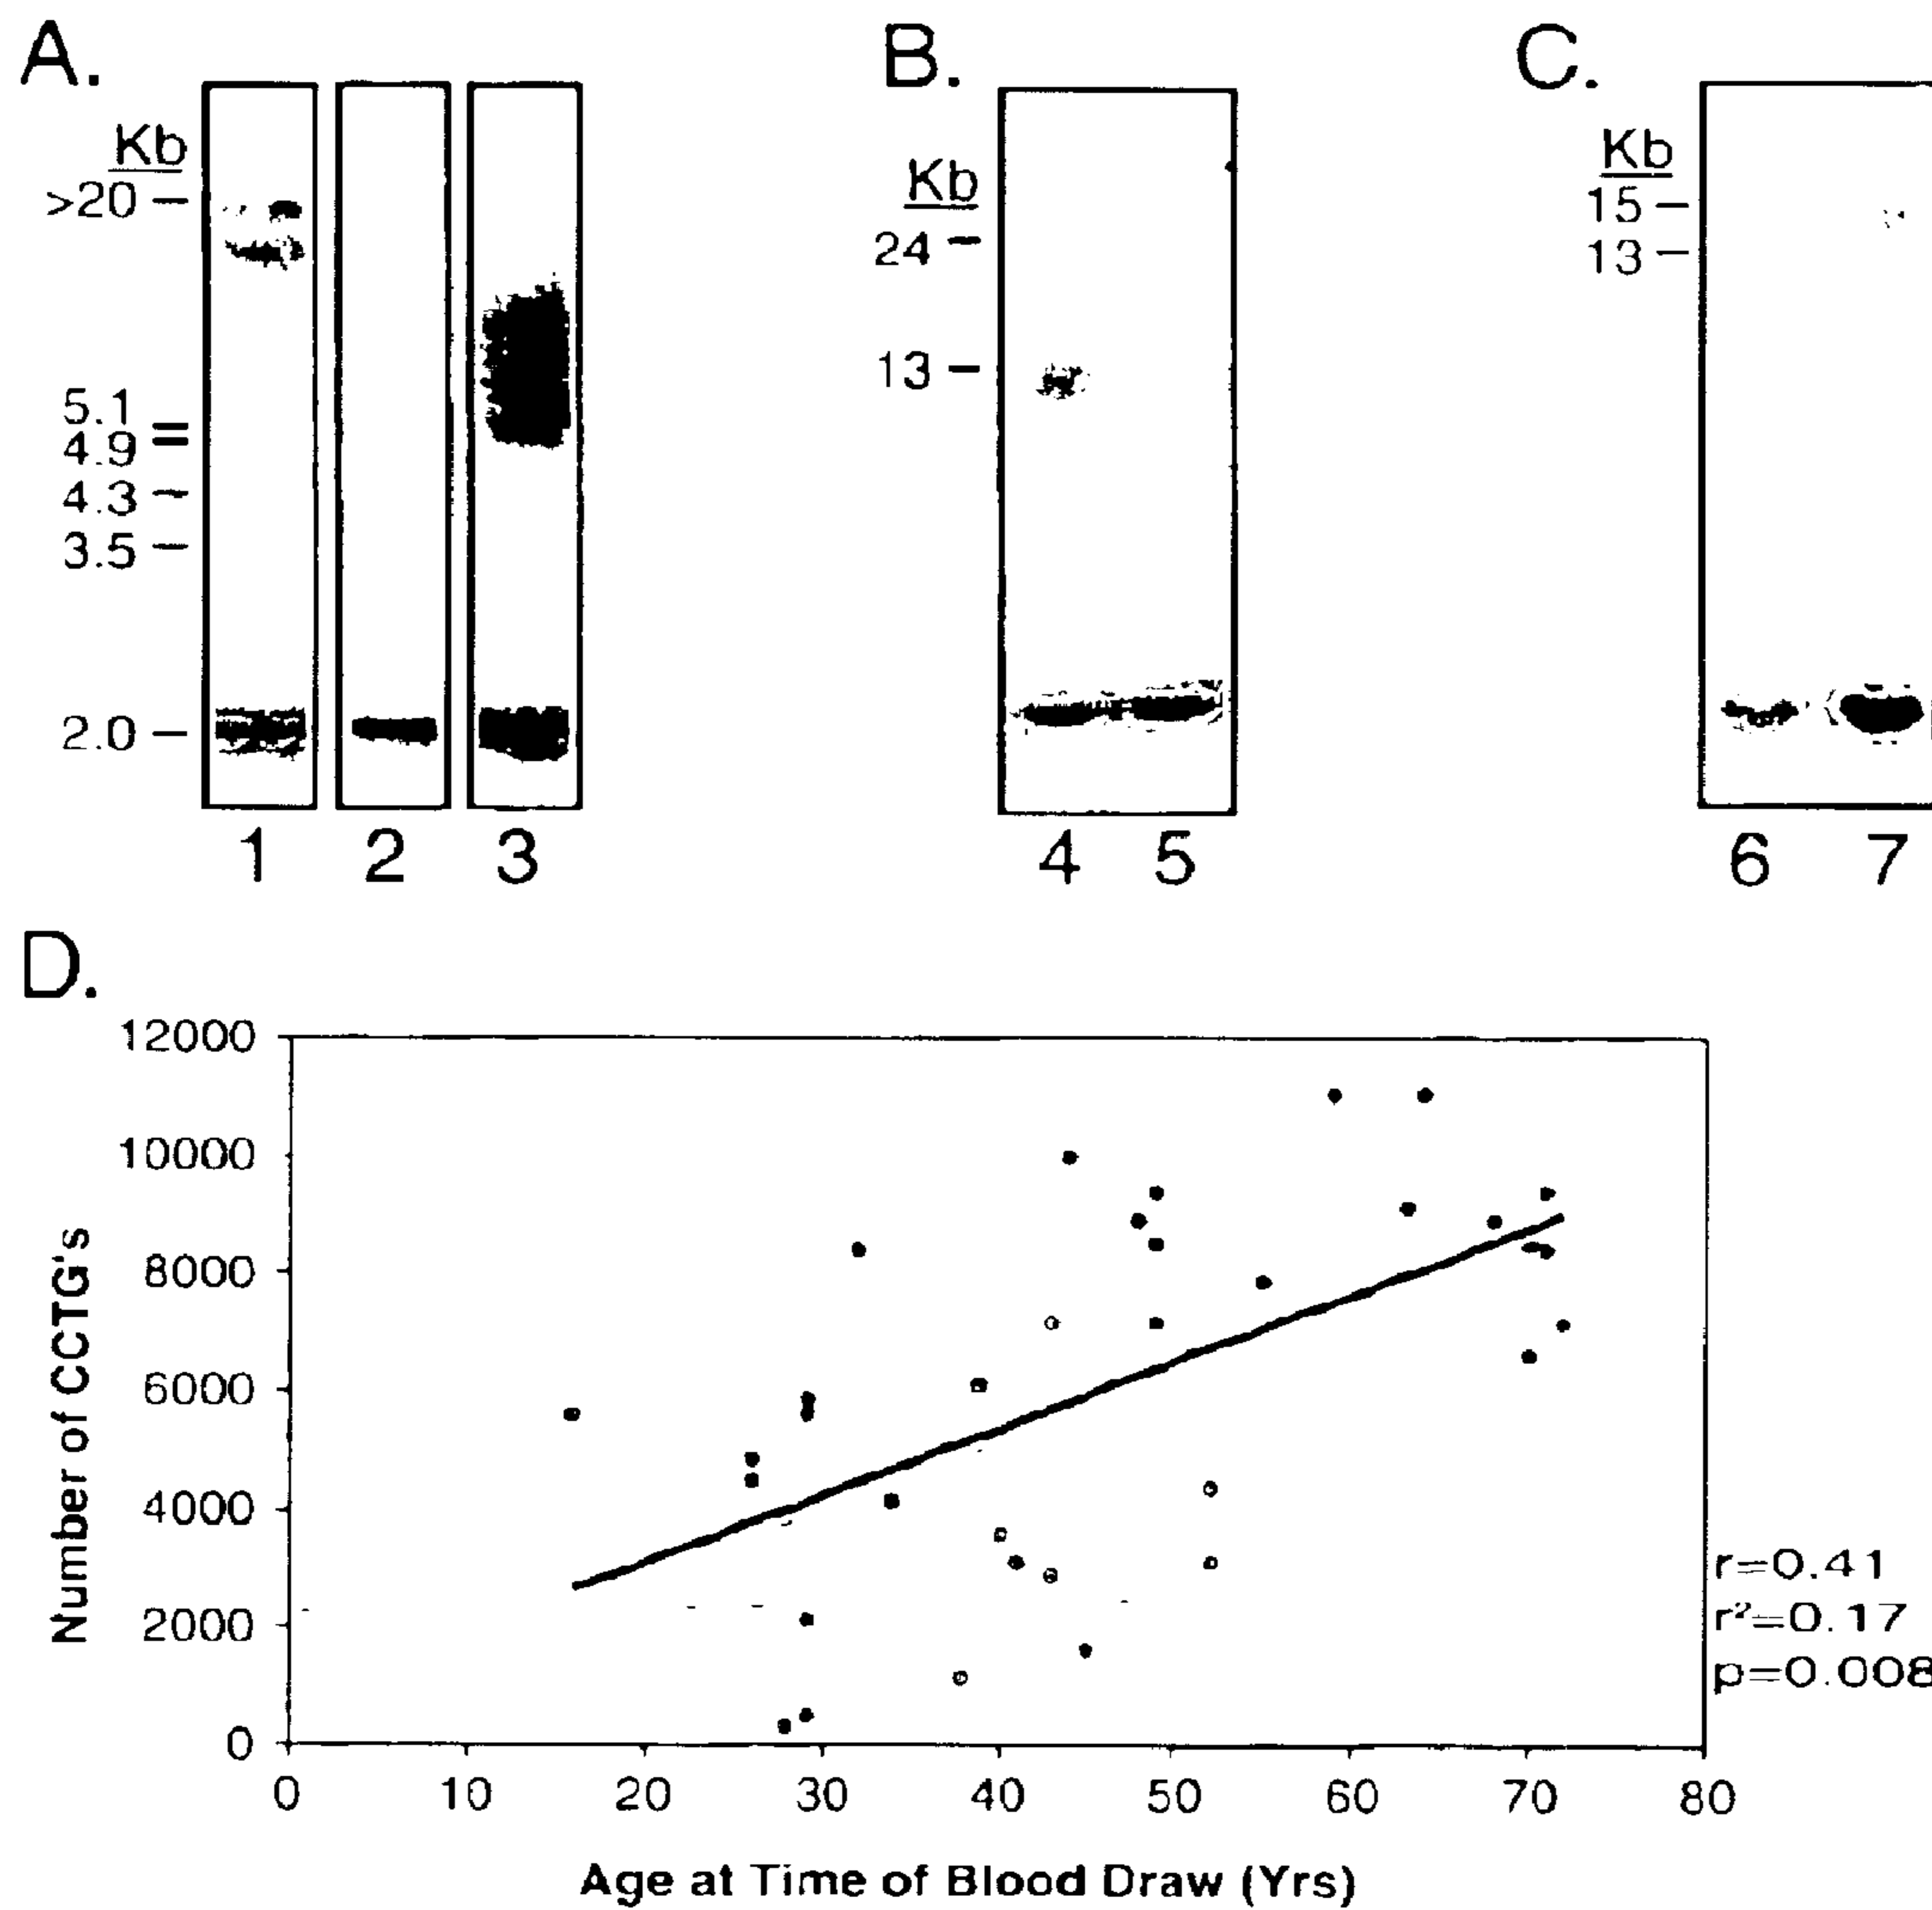 A.
Kb
>20
5.1
4.9
4.3
3.5
2.0
1 2 3
B.
Kb
24
13
4 5
C.
Kb
15
13
6 7
D.
12000
10000
8000
6000
4000
2000
0
Number of CCTG's
0 10 20 30 40 50 60 70 80
Age at Time of Blood Draw (Yrs)
r=0.41
r²=0.17
p=0.008